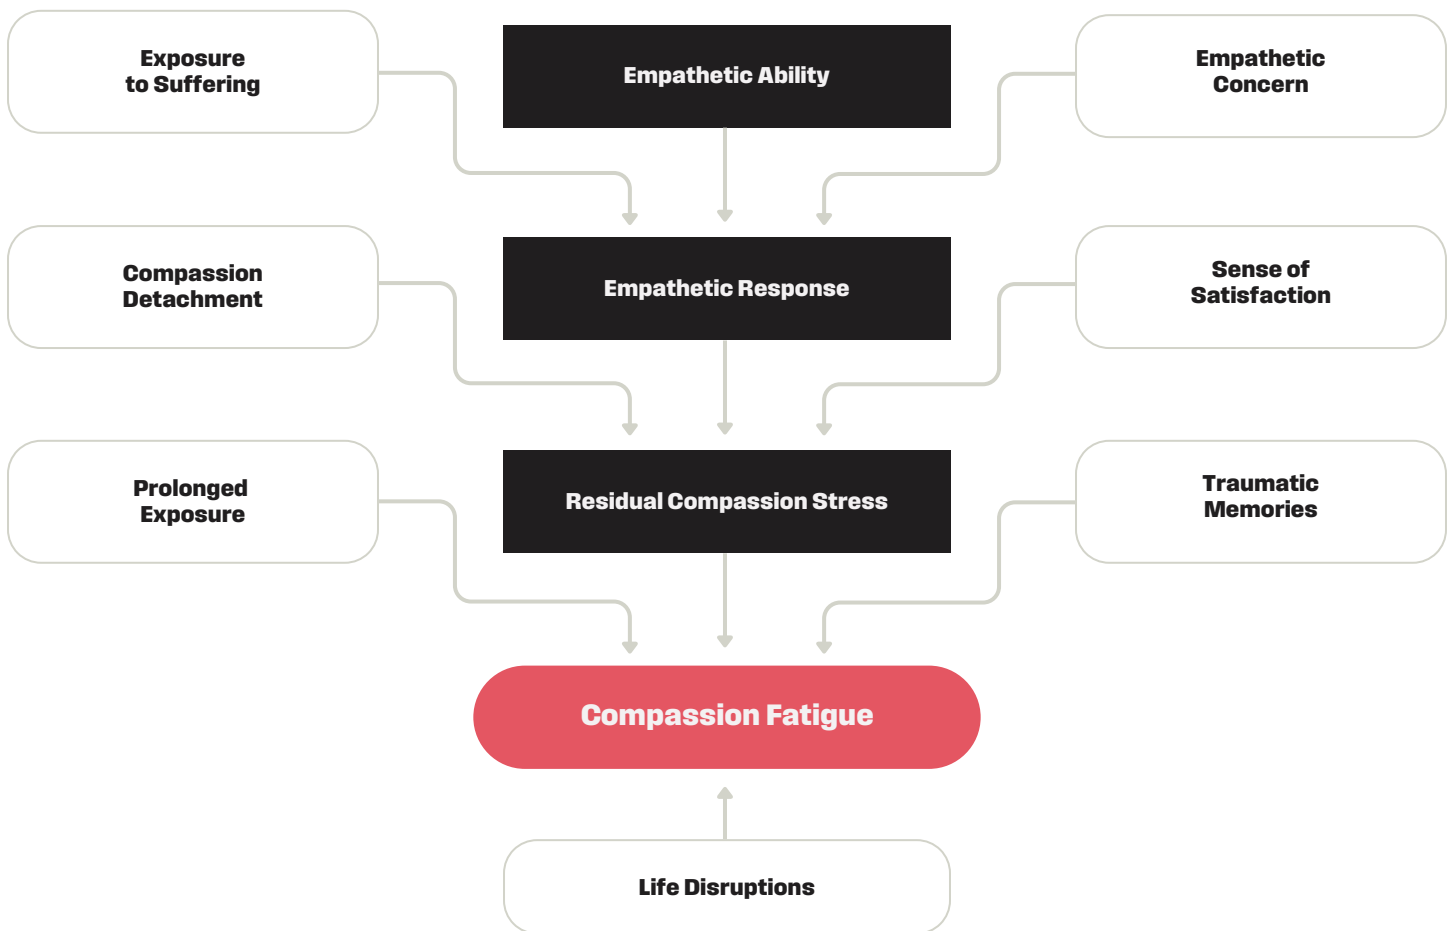 Exposure
to Suffering
Empathetic Ability
Empathetic
Concern
Compassion
Detachment
Empathetic Response
Sense of
Satisfaction
Prolonged
Exposure
Residual Compassion Stress
Traumatic
Memories
Compassion Fatigue
Life Disruptions